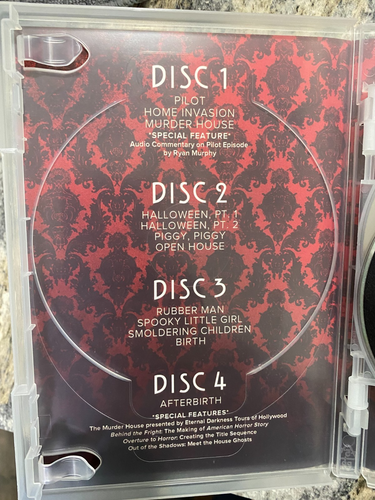 DISC 1
PILOT
HOME INVASION
MURDER HOUSE
*SPECIAL FEATURE*
Audio Commentary on Pilot Episode
by Ryan Murphy
DISC 2
HALLOWEEN, PT. 1
HALLOWEEN, PT. 2
PIGGY, PIGGY
OPEN HOUSE
DISC 3
RUBBER MAN
SPOOKY LITTLE GIRL
SMOLDERING CHILDREN
BIRTH
DISC 4
AFTERBIRTH
*SPECIAL FEATURES*
The Murder House presented by Eternal Darkness Tours of Hollywood
Behind the Fright: The Making of American Horror Story
Overture to Horror: Creating the Title Sequence
Out of the Shadows: Meet the House Ghosts